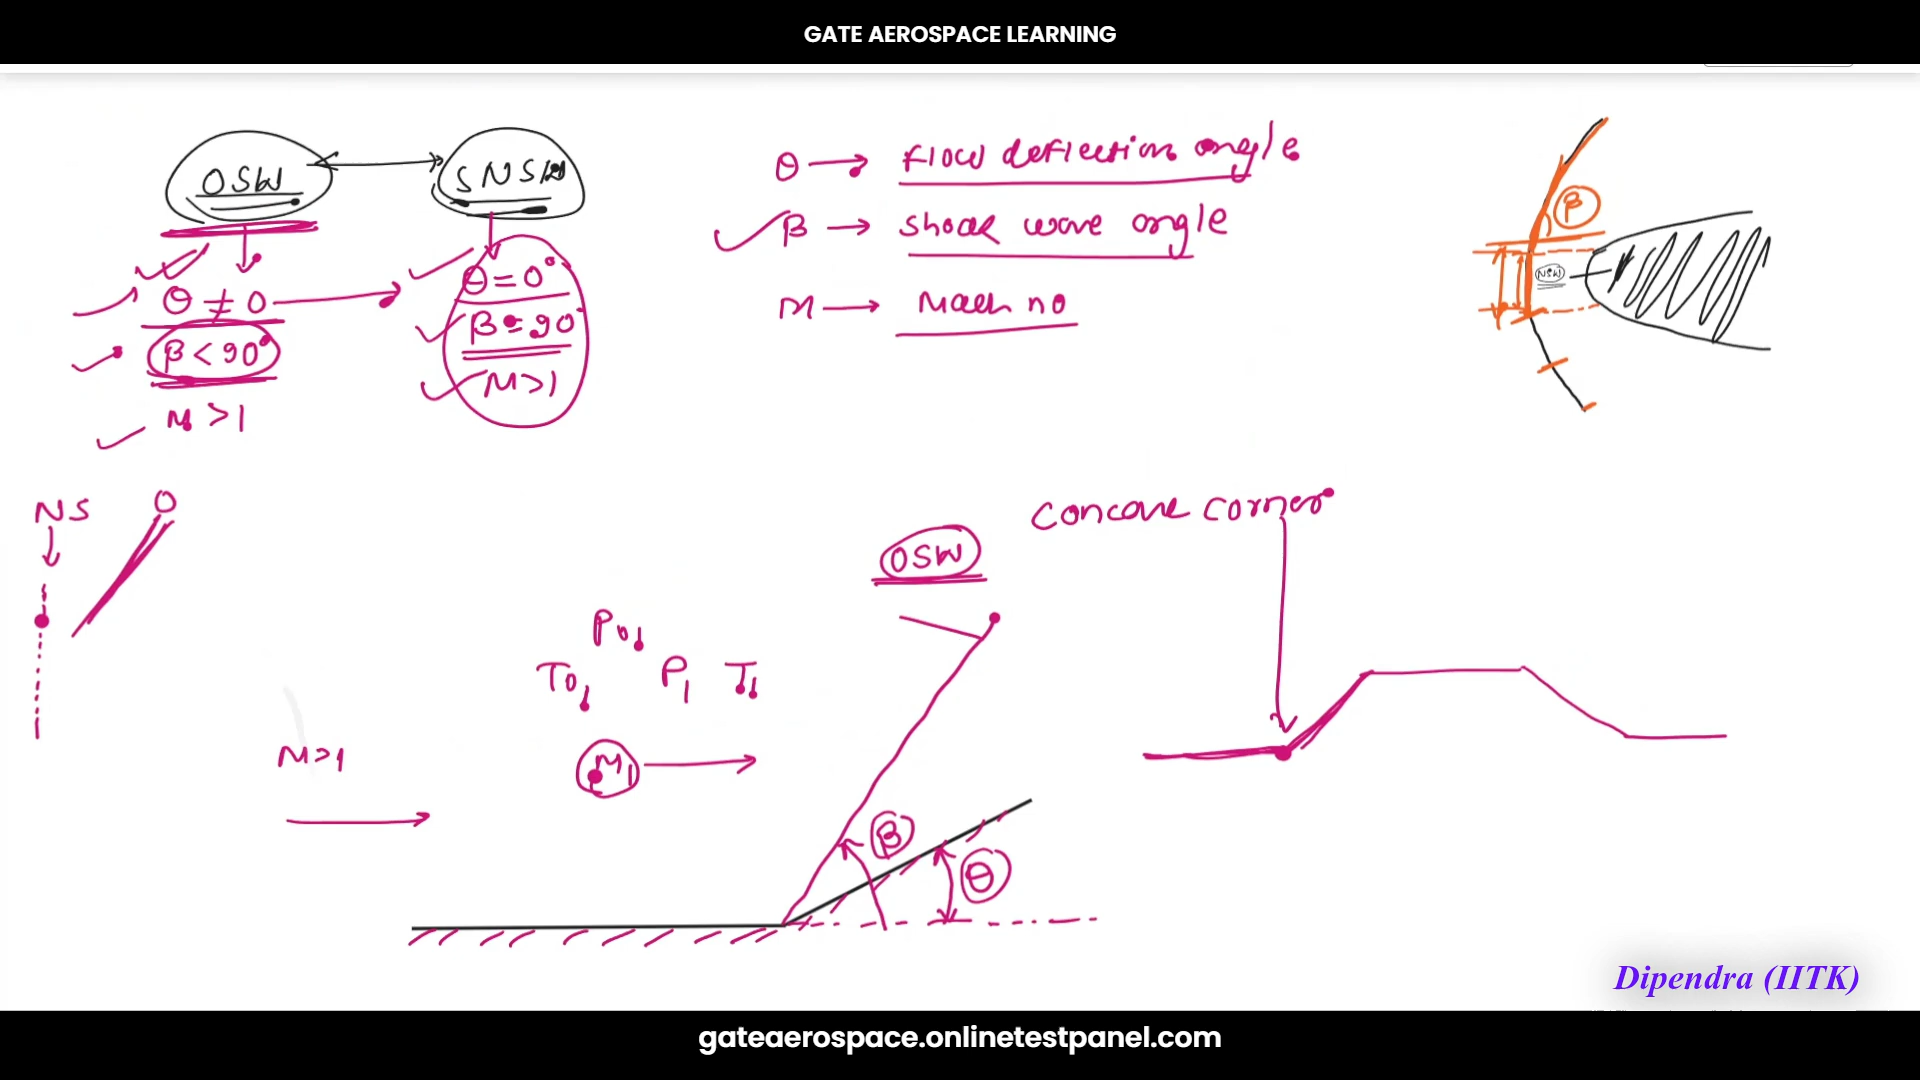 GATE AEROSPACE LEARNING
OSW
SNSW
θ ≠ 0
β < 90°
M > 1
θ = 0°
β = 90°
M > 1
θ → flow deflection angle
β → shock wave angle
M → Mach no
β
NSW
NS
O
M > 1
P01
T01
P1
T1
M1
OSW
β
θ
concave corner
Dipendra (IITK)
gateaerospace.onlinetestpanel.com